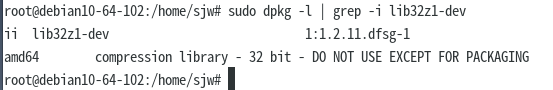 root@debian10-64-102:/home/sjw# sudo dpkg -l | grep -i lib32z1-dev
ii  lib32z1-dev                        1:1.2.11.dfsg-1
amd64       compression library - 32 bit - DO NOT USE EXCEPT FOR PACKAGING
root@debian10-64-102:/home/sjw#